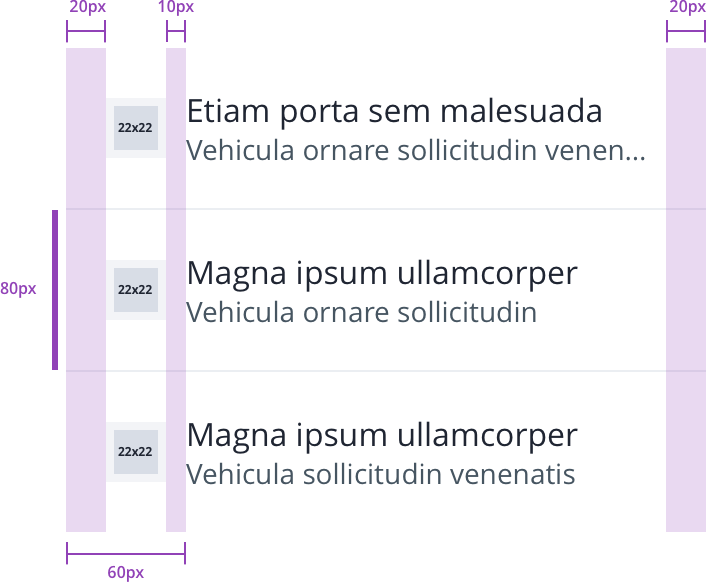 20px 10px 20px
22x22
Etiam porta sem malesuada
Vehicula ornare sollicitudin venen...
80px
22x22
Magna ipsum ullamcorper
Vehicula ornare sollicitudin
22x22
Magna ipsum ullamcorper
Vehicula sollicitudin venenatis
60px